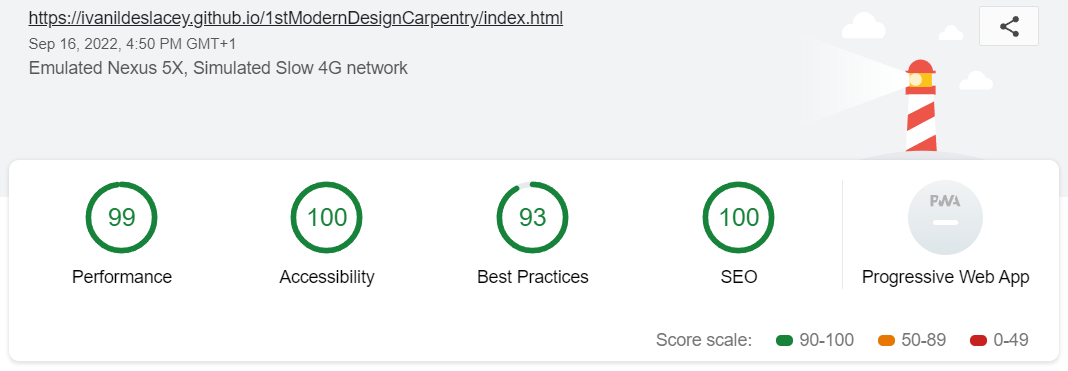 https://ivanildeslacey.github.io/1stModernDesignCarpentry/index.html
Sep 16, 2022, 4:50 PM GMT+1
Emulated Nexus 5X, Simulated Slow 4G network
99 100 93 100 PWA
Performance Accessibility Best Practices SEO Progressive Web App
Score scale: 90-100 50-89 0-49